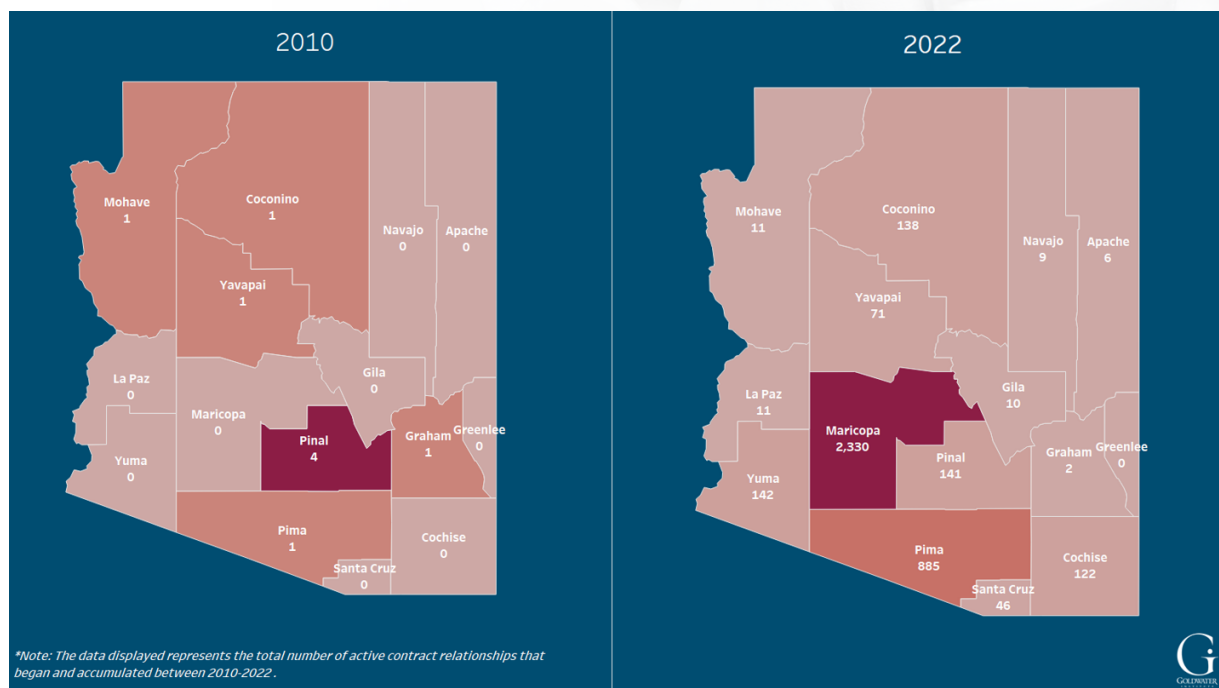 2010
Mohave
1
Coconino
1
Navajo
0
Apache
0
Yavapai
1
La Paz
0
Gila
0
Maricopa
0
Pinal
4
Graham
1
Greenlee
0
Yuma
0
Pima
1
Cochise
0
Santa Cruz
0
*Note: The data displayed represents the total number of active contract relationships that
began and accumulated between 2010-2022 .
2022
Mohave
11
Coconino
138
Navajo
9
Apache
6
Yavapai
71
La Paz
11
Gila
10
Maricopa
2,330
Pinal
141
Graham
2
Greenlee
0
Yuma
142
Pima
885
Cochise
122
Santa Cruz
46
G
GOLDWATER
INSTITUTE